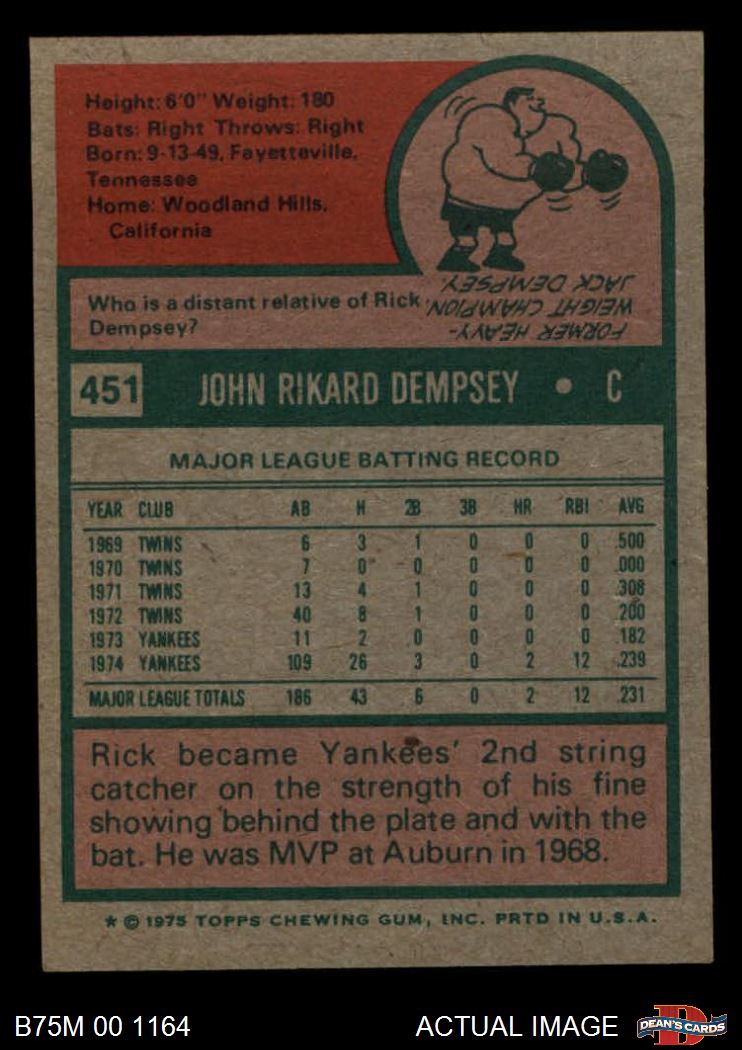 Height: 6'0" Weight: 180
Bats: Right Throws: Right
Born: 9-13-49, Fayetteville,
Tennessee
Home: Woodland Hills,
California
Who is a distant relative of Rick
Dempsey?
FORMER HEAVY-
WEIGHT CHAMPION,
JACK DEMPSEY.
451 JOHN RIKARD DEMPSEY • C
MAJOR LEAGUE BATTING RECORD
YEAR CLUB AB H 2B 3B HR RBI AVG
1969 TWINS 6 3 1 0 0 0 .500
1970 TWINS 7 0 0 0 0 0 .000
1971 TWINS 13 4 1 0 0 0 .308
1972 TWINS 40 8 1 0 0 0 .200
1973 YANKEES 11 2 0 0 0 0 .182
1974 YANKEES 109 26 3 0 2 12 .239
MAJOR LEAGUE TOTALS 186 43 6 0 2 12 .231
Rick became Yankees' 2nd string
catcher on the strength of his fine
showing behind the plate and with the
bat. He was MVP at Auburn in 1968.
* © 1975 TOPPS CHEWING GUM, INC. PRTD IN U.S.A.
B75M 00 1164 ACTUAL IMAGE D DEAN'S CARDS